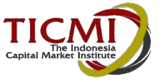 TICMI
The Indonesia
Capital Market Institute